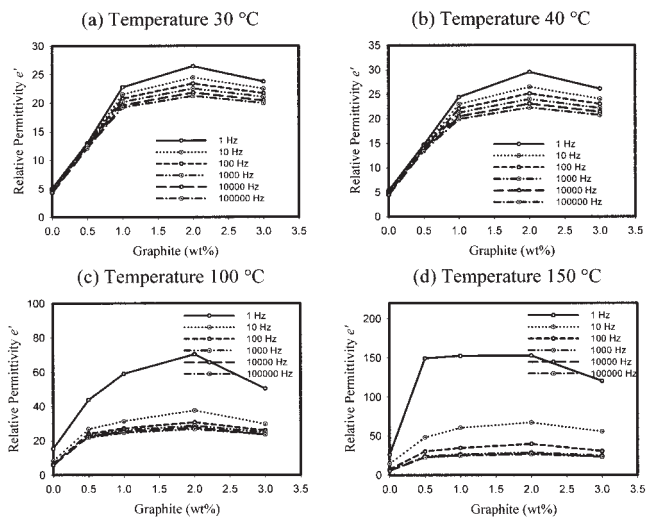 (a) Temperature 30 °C
Relative Permittivity e'
30
25
20
15
10
5
0
0.0 0.5 1.0 1.5 2.0 2.5 3.0 3.5
Graphite (wt%)
1 Hz
10 Hz
100 Hz
1000 Hz
10000 Hz
100000 Hz
(b) Temperature 40 °C
Relative Permittivity e'
35
30
25
20
15
10
5
0
0.0 0.5 1.0 1.5 2.0 2.5 3.0 3.5
Graphite (wt%)
1 Hz
10 Hz
100 Hz
1000 Hz
10000 Hz
100000 Hz
(c) Temperature 100 °C
Relative Permittivity e'
100
80
60
40
20
0
0.0 0.5 1.0 1.5 2.0 2.5 3.0 3.5
Graphite (wt%)
1 Hz
10 Hz
100 Hz
1000 Hz
10000 Hz
100000 Hz
(d) Temperature 150 °C
Relative Permittivity e'
200
150
100
50
0
0.0 0.5 1.0 1.5 2.0 2.5 3.0 3.5
Graphite (wt%)
1 Hz
10 Hz
100 Hz
1000 Hz
10000 Hz
100000 Hz